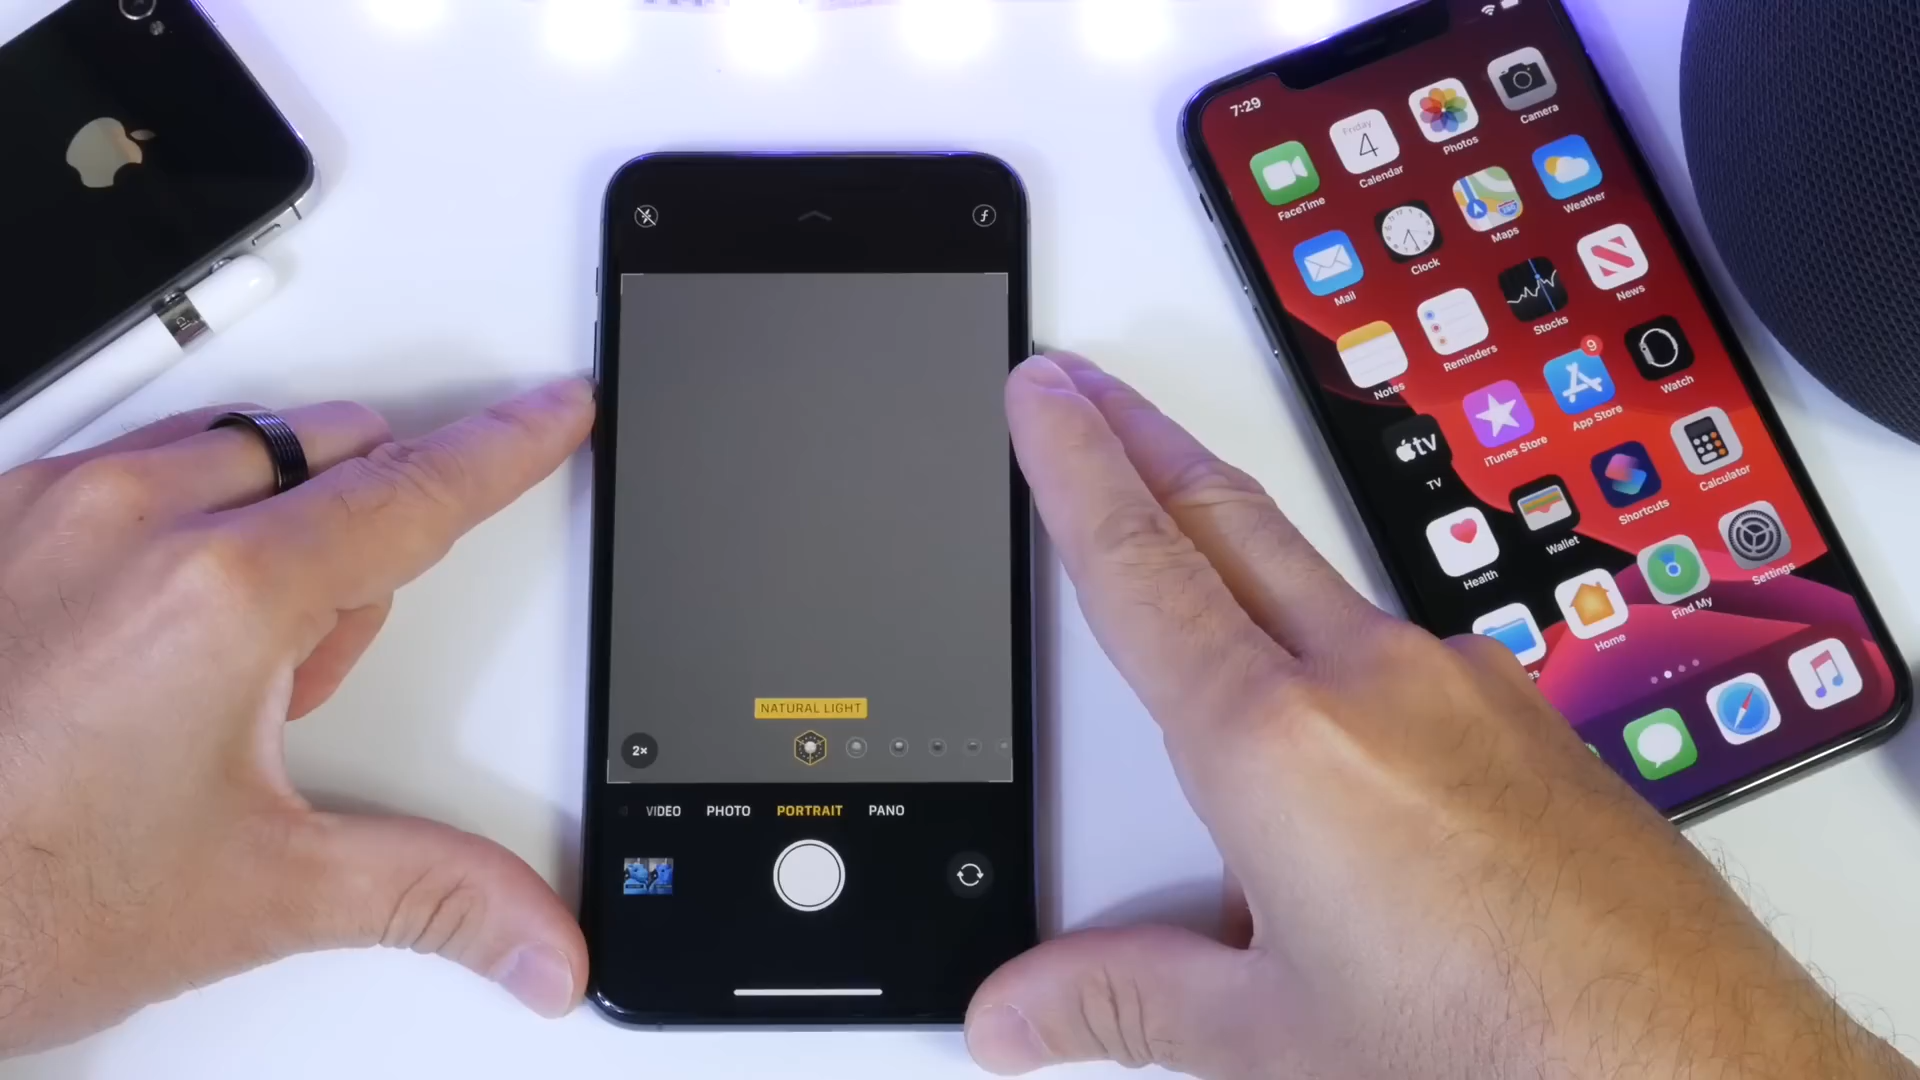 7:29
FaceTime
Friday
4
Calendar
Photos
Camera
Mail
Clock
Maps
Weather
Notes
Reminders
Stocks
News
tv
TV
iTunes Store
9
App Store
Watch
Health
Wallet
Shortcuts
Calculator
Home
Find My
Settings
f
NATURAL LIGHT
2×
VIDEO PHOTO PORTRAIT PANO